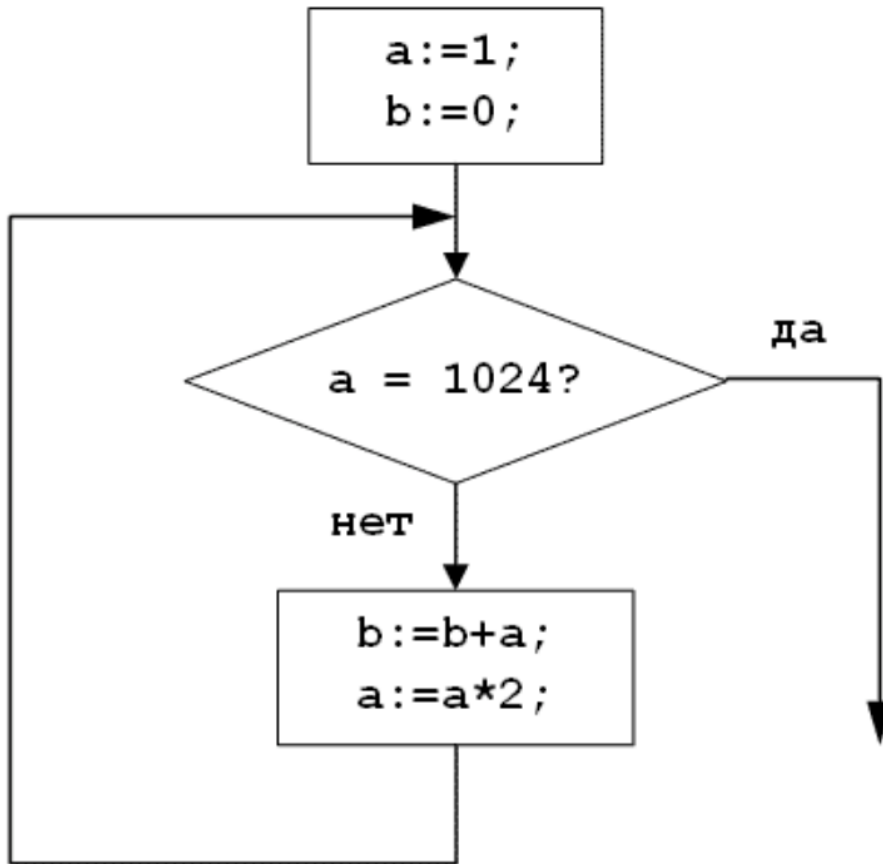 a:=1;
b:=0;
a = 1024?
да
нет
b:=b+a;
a:=a*2;